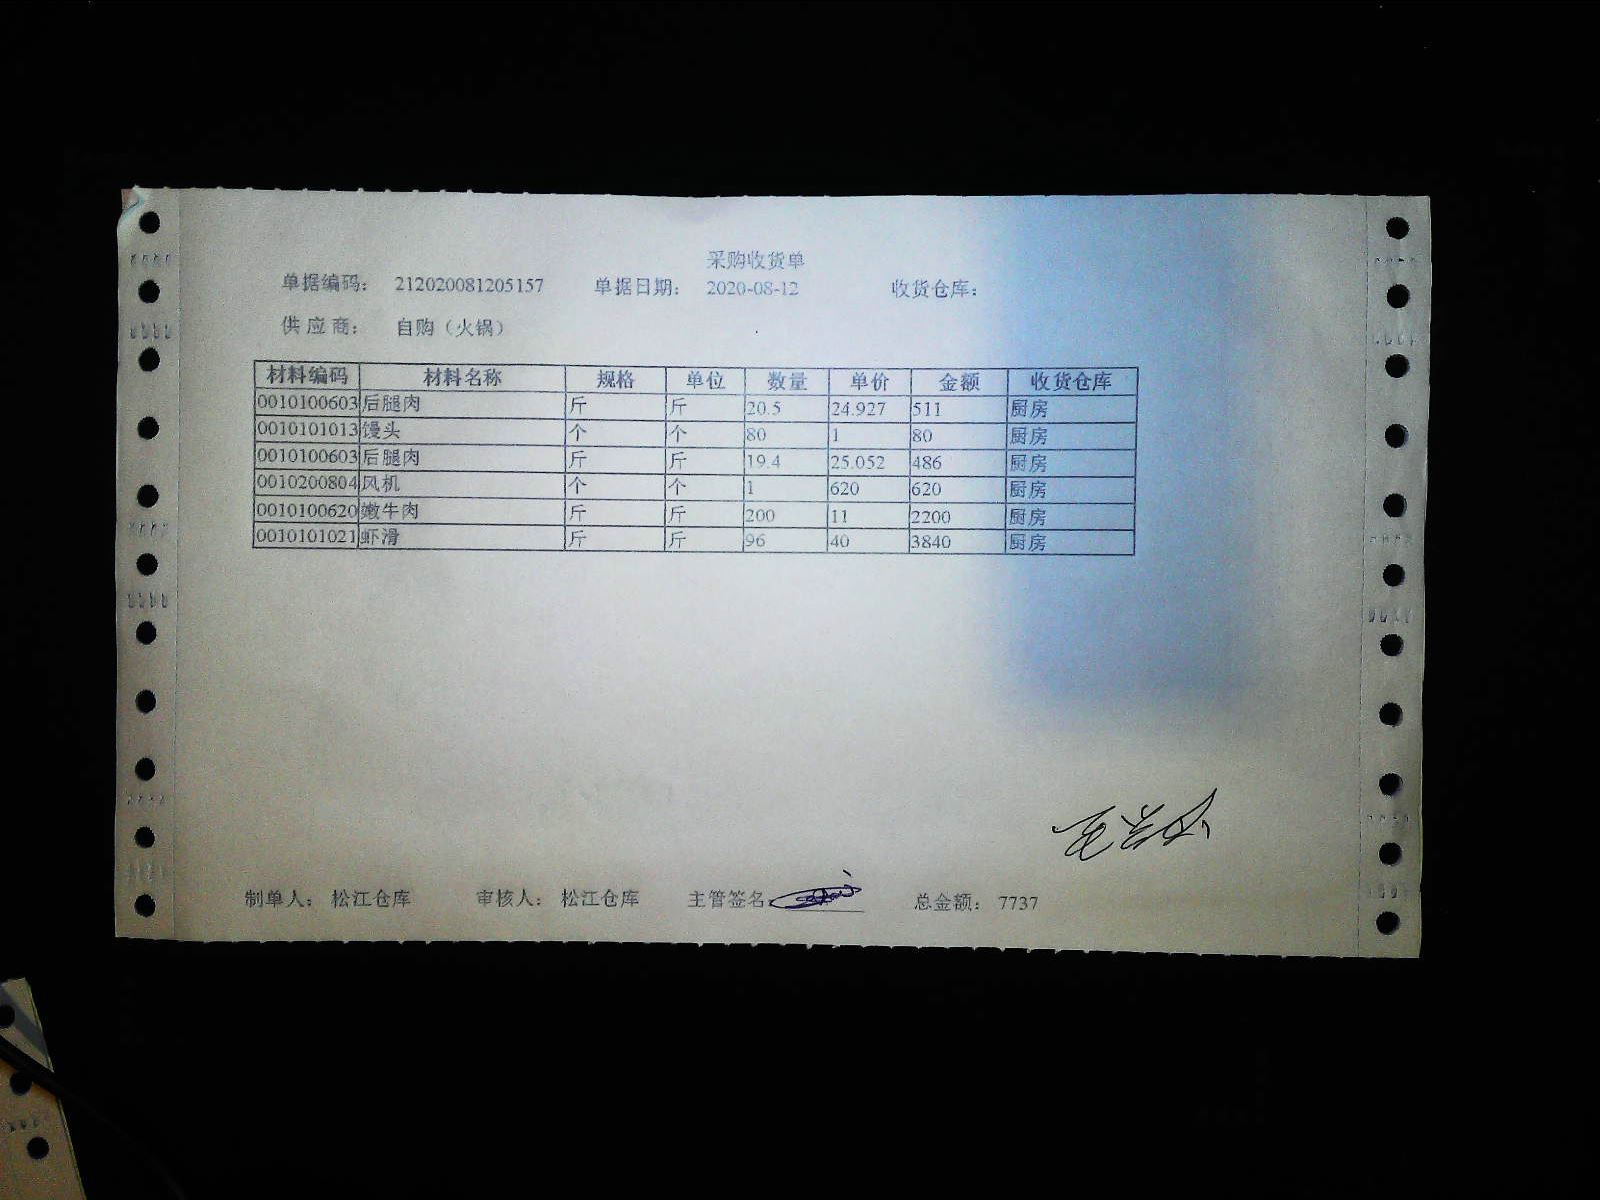 采购收货单
单据编码： 212020081205157 单据日期： 2020-08-12 收货仓库：
供应商： 自购（火锅）
材料编码 材料名称 规格 单位 数量 单价 金额 收货仓库
0010100603 后腿肉 斤 斤 20.5 24.927 511 厨房
0010101013 馒头 个 个 80 1 80 厨房
0010100603 后腿肉 斤 斤 19.4 25.052 486 厨房
0010200804 风机 个 个 1 620 620 厨房
0010100620 嫩牛肉 斤 斤 200 11 2200 厨房
0010101021 虾滑 斤 斤 96 40 3840 厨房
制单人： 松江仓库 审核人： 松江仓库 主管签名： 总金额： 7737